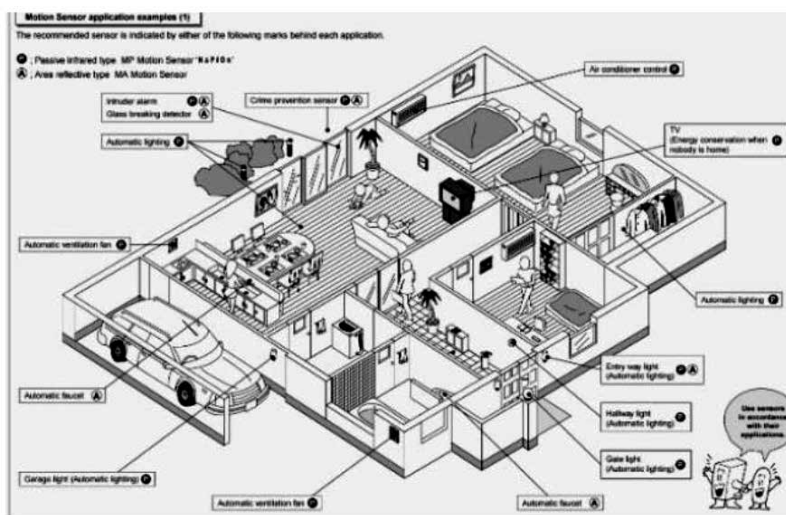 Motion Sensor application examples (1)
The recommended sensor is indicated by either of the following marks behind each application.
Ⓟ ; Passive infrared type MP Motion Sensor "NaPiOn"
Ⓐ ; Area reflective type MA Motion Sensor
Intruder alarm Ⓟ Ⓐ
Glass breaking detector Ⓐ
Crime prevention sensor Ⓟ Ⓐ
Air conditioner control Ⓟ
Automatic lighting Ⓟ
TV
(Energy conservation when
nobody is home) Ⓟ
Automatic ventilation fan Ⓟ
Automatic lighting Ⓟ
Entry way light
(Automatic lighting) Ⓟ Ⓐ
Automatic faucet Ⓐ
Hallway light
(Automatic lighting) Ⓟ
Use sensors
in accordance
with their
applications.
Gate light
(Automatic lighting) Ⓟ
Garage light (Automatic lighting) Ⓟ
Automatic ventilation fan Ⓟ
Automatic faucet Ⓐ